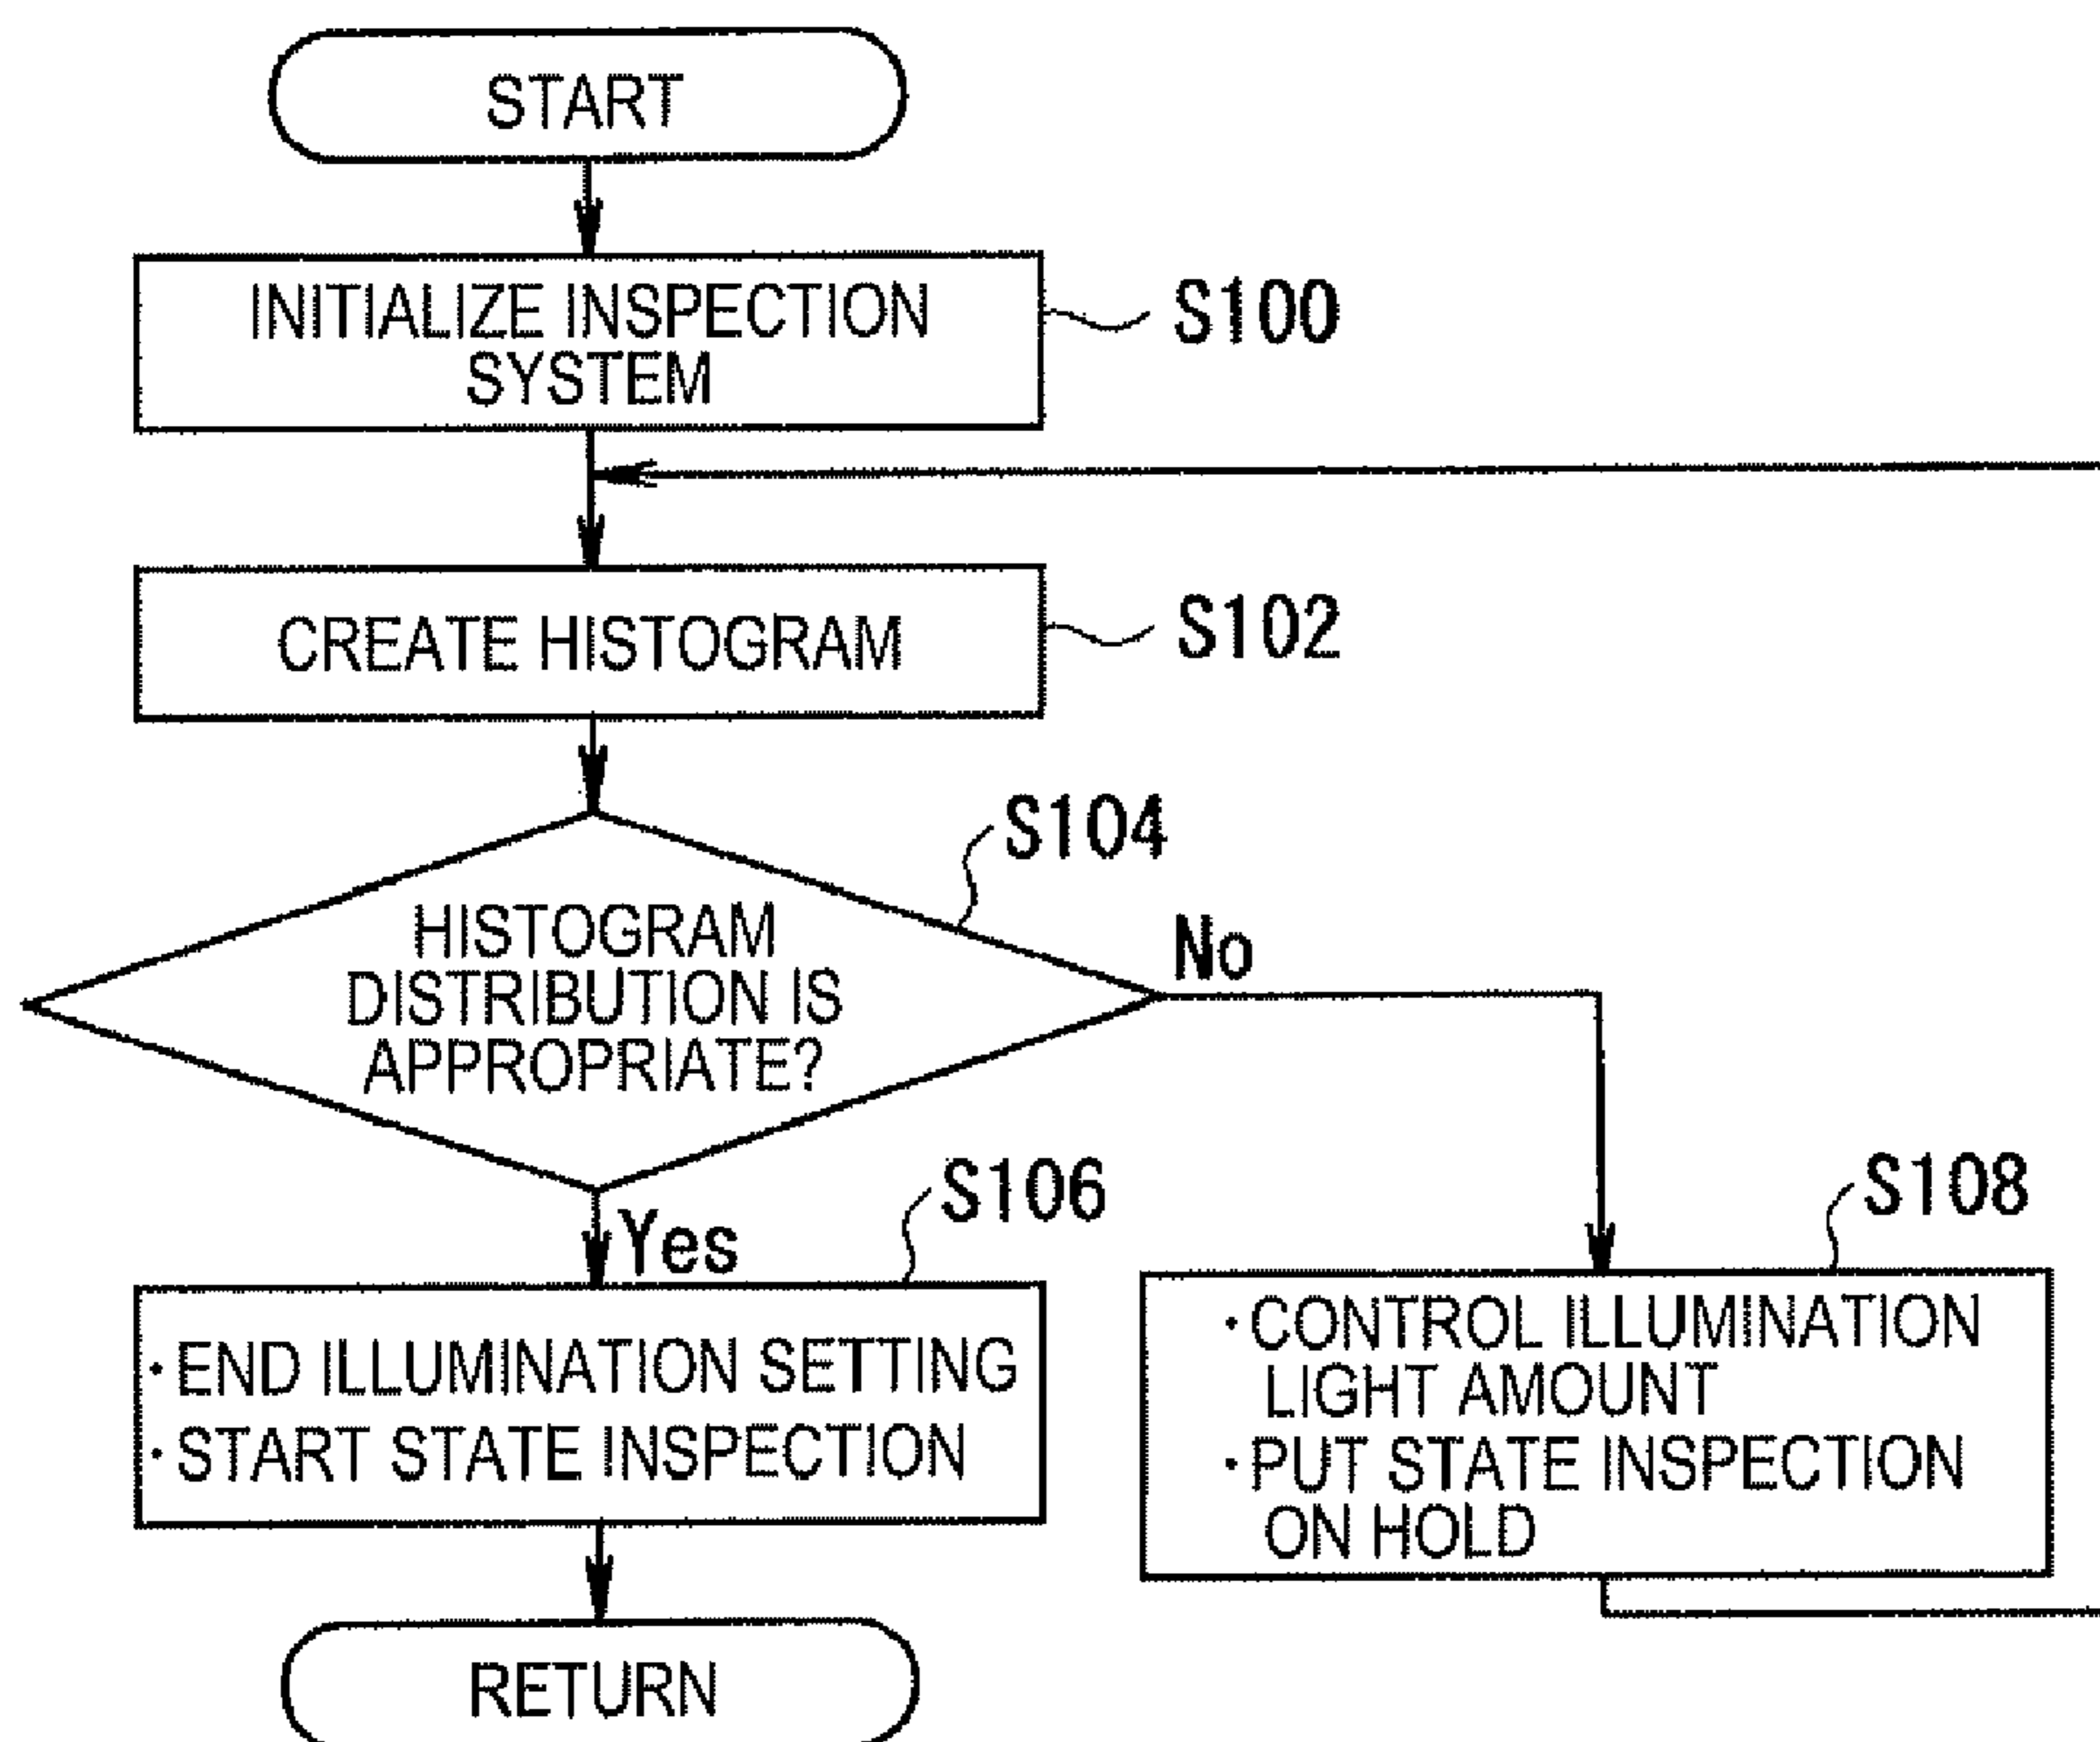 START
INITIALIZE INSPECTION
SYSTEM
S100
CREATE HISTOGRAM
S102
S104
HISTOGRAM
DISTRIBUTION IS
APPROPRIATE?
No
Yes
S106
・END ILLUMINATION SETTING
・START STATE INSPECTION
S108
・CONTROL ILLUMINATION
LIGHT AMOUNT
・PUT STATE INSPECTION
ON HOLD
RETURN